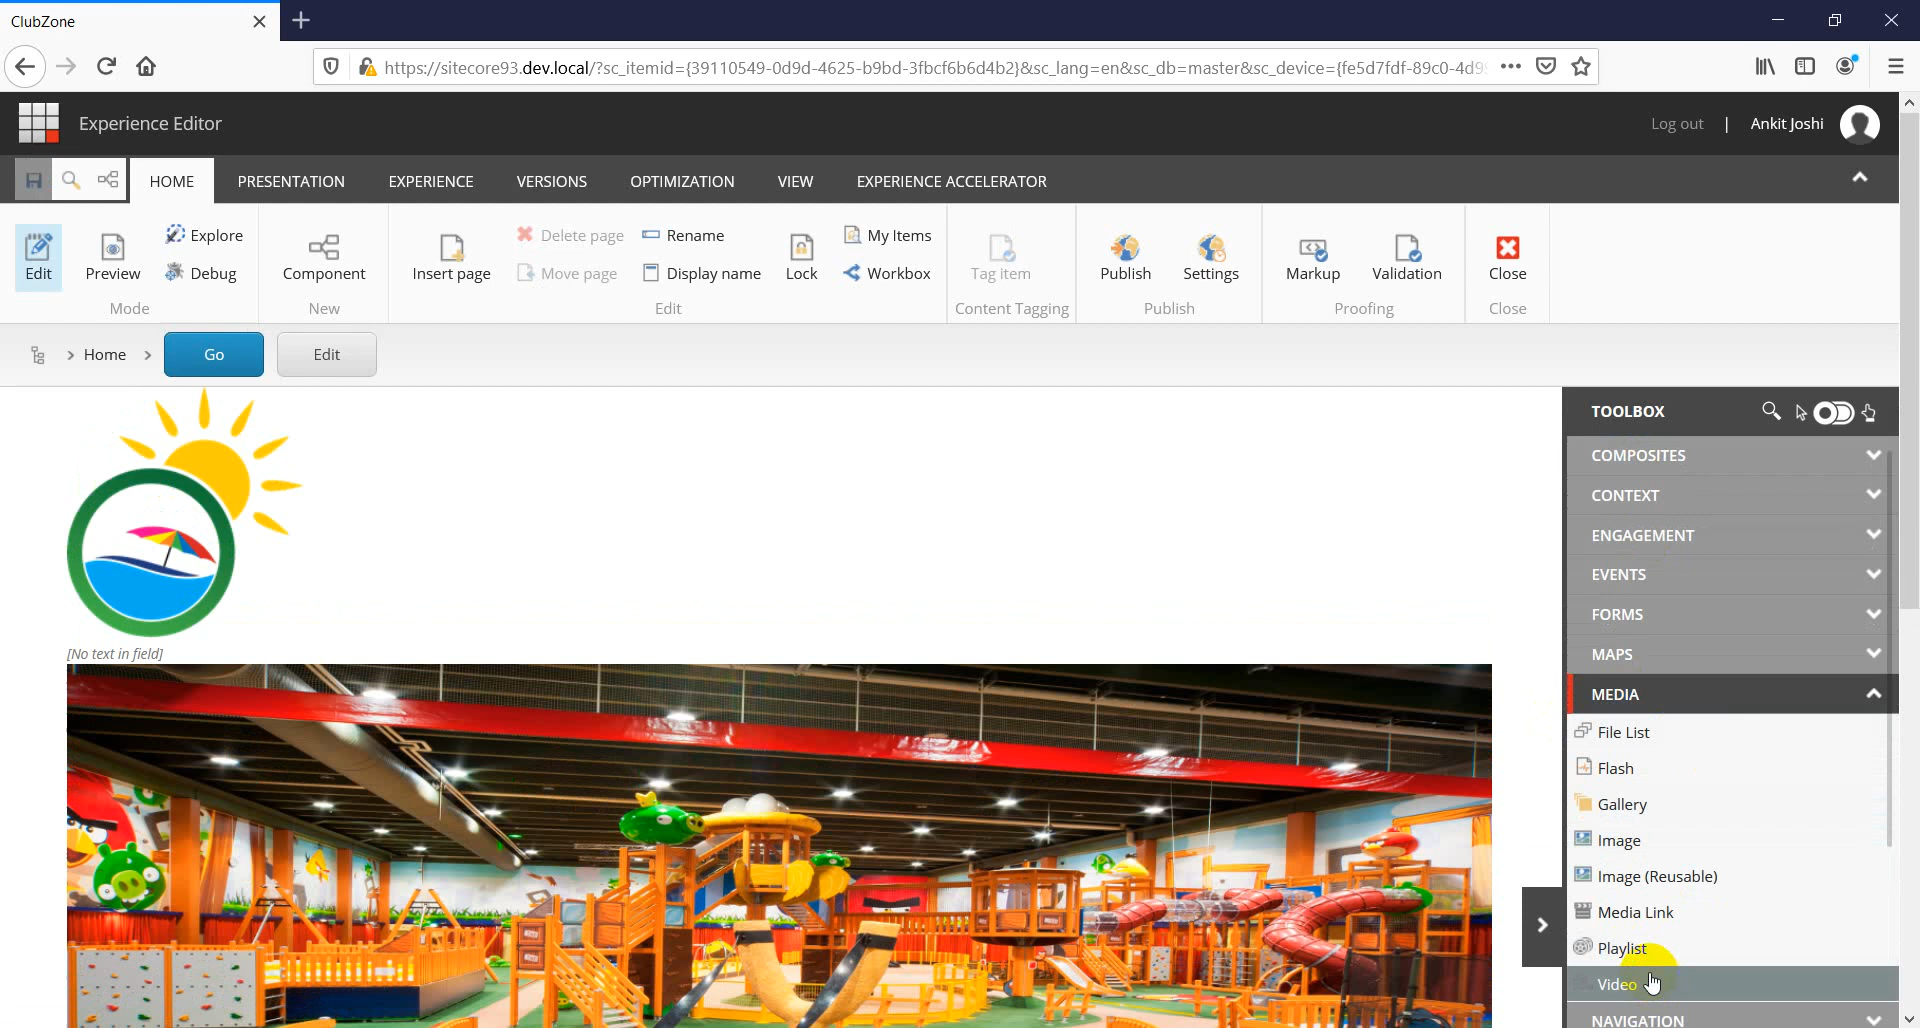 ClubZone
https://sitecore93.dev.local/?sc_itemid={39110549-0d9d-4625-b9bd-3fbcf6b6d4b2}&sc_lang=en&sc_db=master&sc_device={fe5d7fdf-89c0-4d99
Experience Editor
Log out | Ankit Joshi
HOME PRESENTATION EXPERIENCE VERSIONS OPTIMIZATION VIEW EXPERIENCE ACCELERATOR
Explore Delete page Rename My Items
Edit Preview Debug Component Insert page Move page Display name Lock Workbox Tag item Publish Settings Markup Validation Close
Mode New Edit Content Tagging Publish Proofing Close
Home Go Edit
TOOLBOX
COMPOSITES
CONTEXT
ENGAGEMENT
EVENTS
FORMS
MAPS
[No text in field]
MEDIA
File List
Flash
Gallery
Image
Image (Reusable)
Media Link
Playlist
Video
NAVIGATION